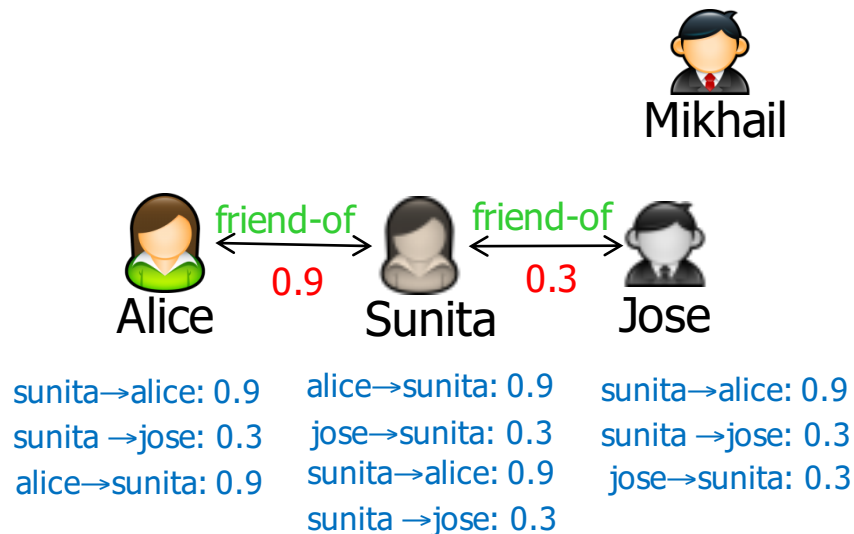 Mikhail
friend-of
friend-of
0.9
0.3
Alice
Sunita
Jose
sunita→alice: 0.9
sunita →jose: 0.3
alice→sunita: 0.9
alice→sunita: 0.9
jose→sunita: 0.3
sunita→alice: 0.9
sunita →jose: 0.3
sunita→alice: 0.9
sunita →jose: 0.3
jose→sunita: 0.3